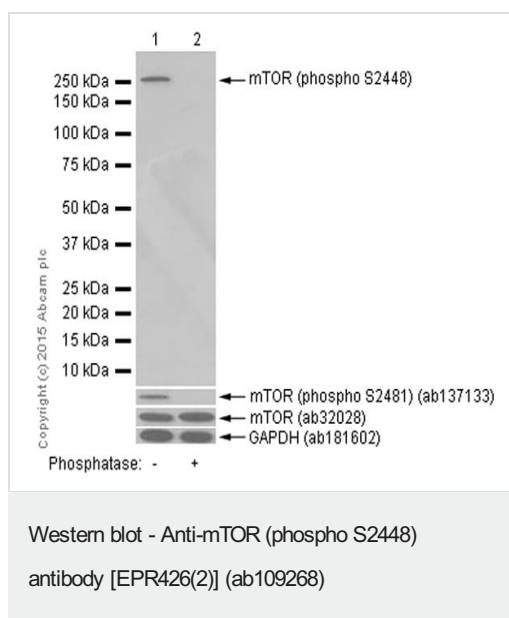 1 2
250 kDa
mTOR (phospho S2448)
150 kDa
100 kDa
75 kDa
50 kDa
37 kDa
25 kDa
20 kDa
15 kDa
10 kDa
mTOR (phospho S2481) (ab137133)
mTOR (ab32028)
GAPDH (ab181602)
Phosphatase: - +
Copyright (c) 2015 Abcam plc
Western blot - Anti-mTOR (phospho S2448)
antibody [EPR426(2)] (ab109268)